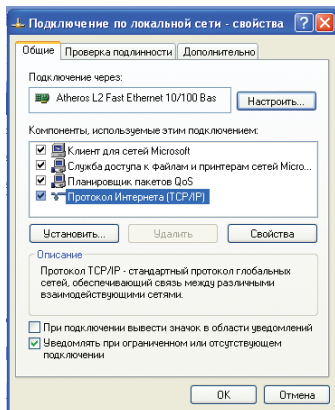 Подключение по локальной сети - свойства
Общие Проверка подлинности Дополнительно
Подключение через:
Atheros L2 Fast Ethernet 10/100 Bas
Настроить...
Компоненты, используемые этим подключением:
Клиент для сетей Microsoft
Служба доступа к файлам и принтерам сетей Micro...
Планировщик пакетов QoS
Протокол Интернета (TCP/IP)
Установить... Удалить Свойства
Описание
Протокол TCP/IP - стандартный протокол глобальных
сетей, обеспечивающий связь между различными
взаимодействующими сетями.
При подключении вывести значок в области уведомлений
Уведомлять при ограниченном или отсутствующем
подключении
OK Отмена